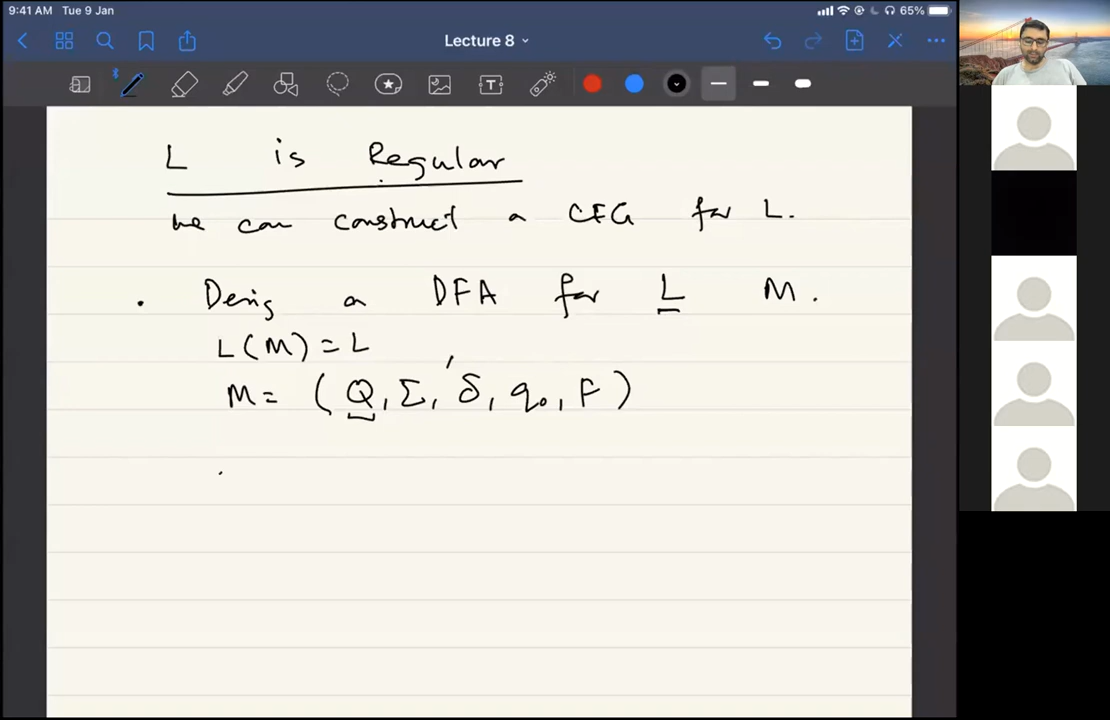 9:41 AM Tue 9 Jan
65%
Lecture 8
L is Regular
we can construct a CFG for L.
. Desig a DFA for L M.
L(M) = L
M = (Q, Σ, δ, q₀, F)